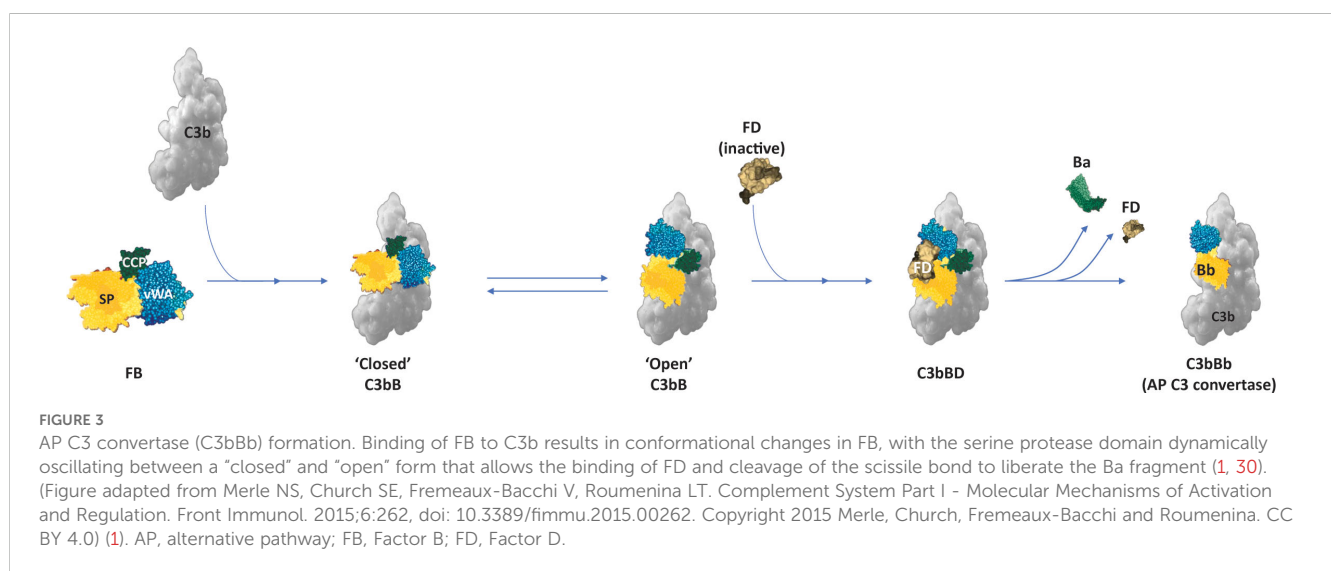 C3b
FD
(inactive)
Ba
FD
CCP
SP
vWA
FD
Bb
C3b
FB
'Closed'
C3bB
'Open'
C3bB
C3bBD
C3bBb
(AP C3 convertase)
FIGURE 3
AP C3 convertase (C3bBb) formation. Binding of FB to C3b results in conformational changes in FB, with the serine protease domain dynamically
oscillating between a “closed” and “open” form that allows the binding of FD and cleavage of the scissile bond to liberate the Ba fragment (1, 30).
(Figure adapted from Merle NS, Church SE, Fremeaux-Bacchi V, Roumenina LT. Complement System Part I - Molecular Mechanisms of Activation
and Regulation. Front Immunol. 2015;6:262, doi: 10.3389/fimmu.2015.00262. Copyright 2015 Merle, Church, Fremeaux-Bacchi and Roumenina. CC
BY 4.0) (1). AP, alternative pathway; FB, Factor B; FD, Factor D.